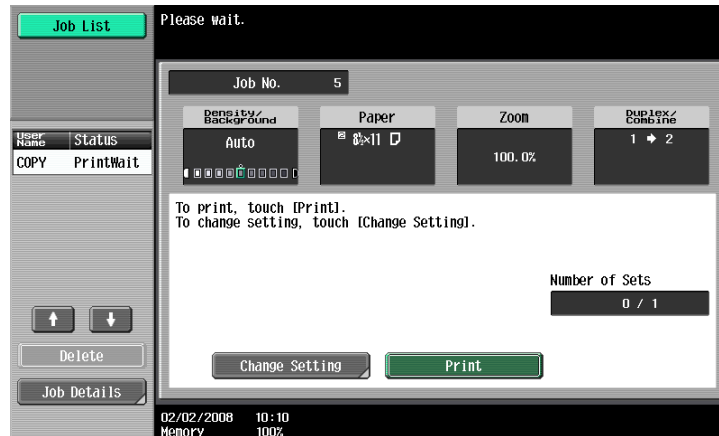 Job List
Please wait.
Job No. 5
Density/
Background
Paper
Zoom
Duplex/
Combine
User
Name
Status
Auto
8½×11
100.0%
1 → 2
COPY PrintWait
To print, touch [Print].
To change setting, touch [Change Setting].
Number of Sets
0 / 1
Delete
Change Setting
Print
Job Details
02/02/2008 10:10
Memory 100%